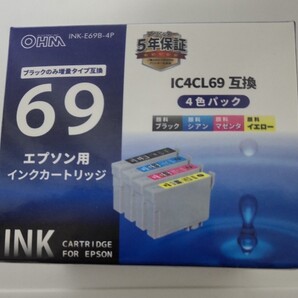 OHM
INK-E69B-4P
5年保証
ブラックのみ増量タイプ互換
69
エプソン用
インクカートリッジ
IC4CL69 互換
4色パック
顔料 ブラック
顔料 シアン
顔料 マゼンタ
顔料 イエロー
INK
CARTRIDGE
FOR EPSON